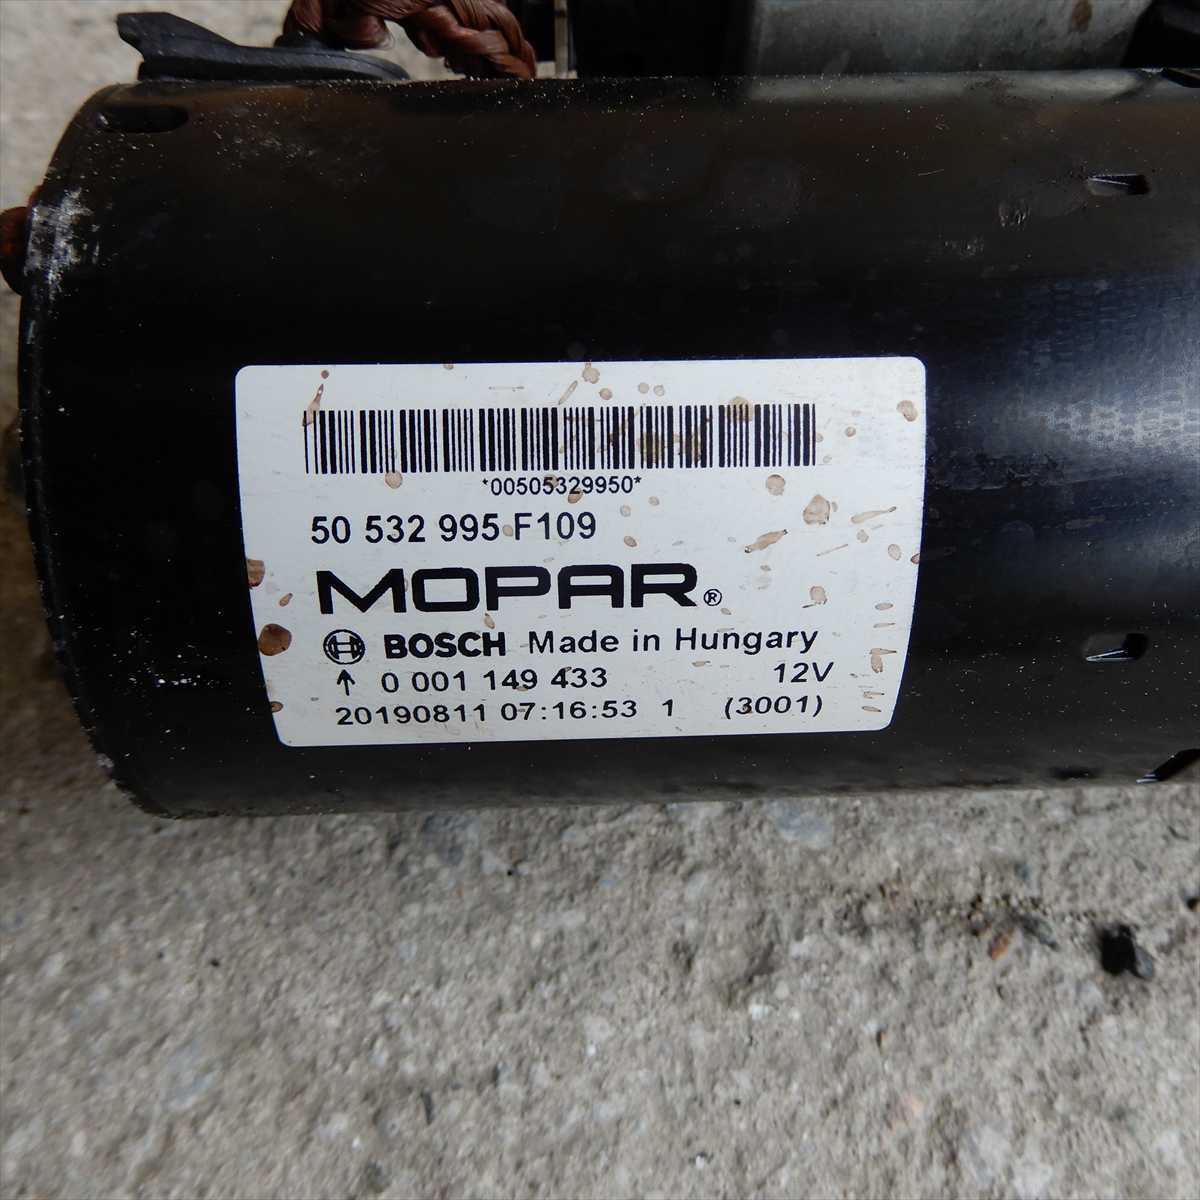 *00505329950*
50 532 995 F109
MOPAR®
BOSCH Made in Hungary
↑ 0 001 149 433 12V
20190811 07:16:53 1 (3001)